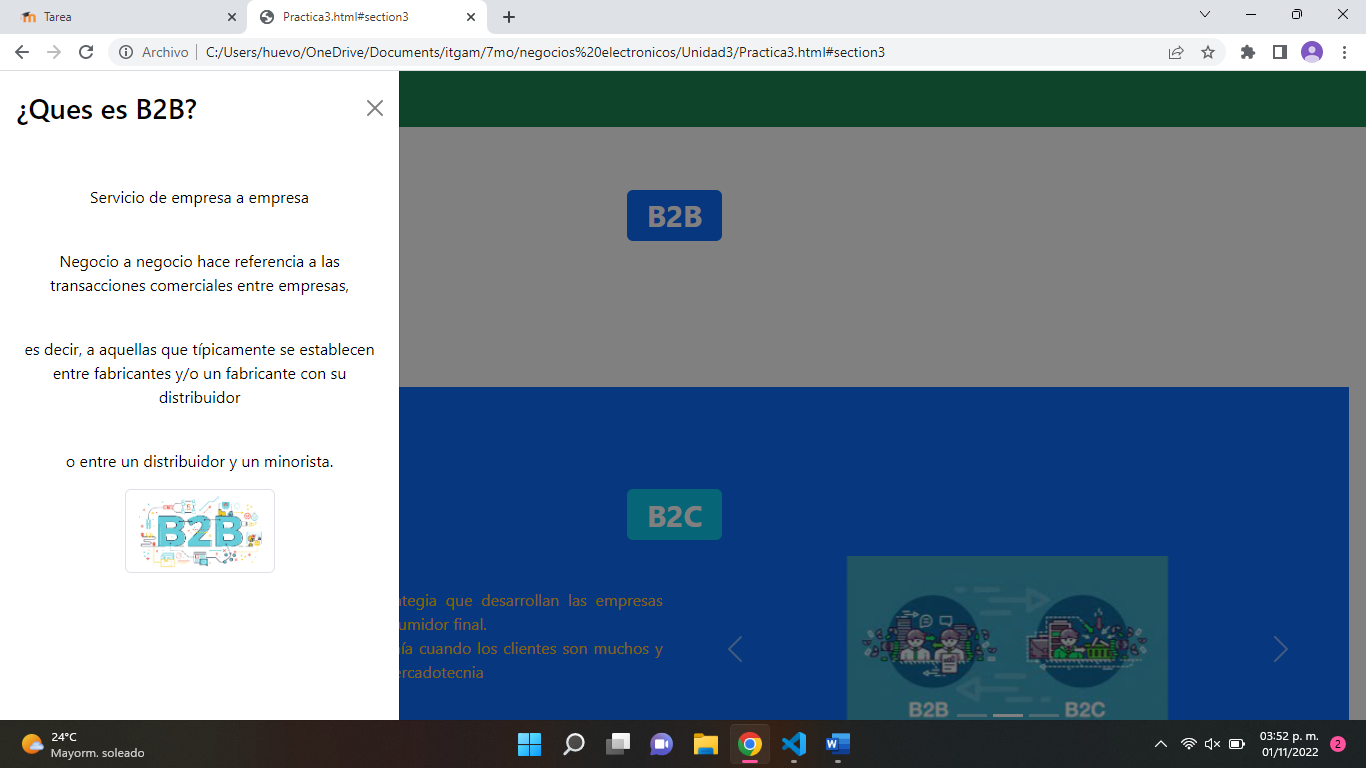 Tarea
Practica3.html#section3
Archivo
C:/Users/huevo/OneDrive/Documents/itgam/7mo/negocios%20electronicos/Unidad3/Practica3.html#section3
¿Ques es B2B?
Servicio de empresa a empresa
Negocio a negocio hace referencia a las
transacciones comerciales entre empresas,
es decir, a aquellas que típicamente se establecen
entre fabricantes y/o un fabricante con su
distribuidor
o entre un distribuidor y un minorista.
B2B
B2B
B2C
ategia que desarrollan las empresas
umidor final.
nía cuando los clientes son muchos y
ercadotecnia
B2B
B2C
24°C
Mayorm. soleado
03:52 p. m.
01/11/2022
2